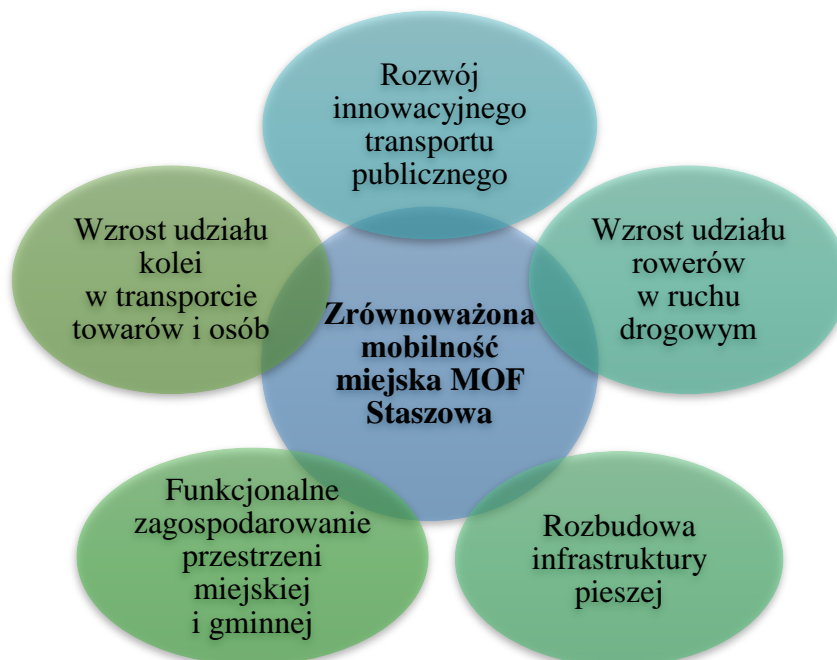 Rozwój
innowacyjnego
transportu
publicznego
Wzrost udziału
kolei
w transporcie
towarów i osób
Wzrost udziału
rowerów
w ruchu
drogowym
Zrównoważona
mobilność
miejska MOF
Staszowa
Funkcjonalne
zagospodarowanie
przestrzeni
miejskiej
i gminnej
Rozbudowa
infrastruktury
pieszej